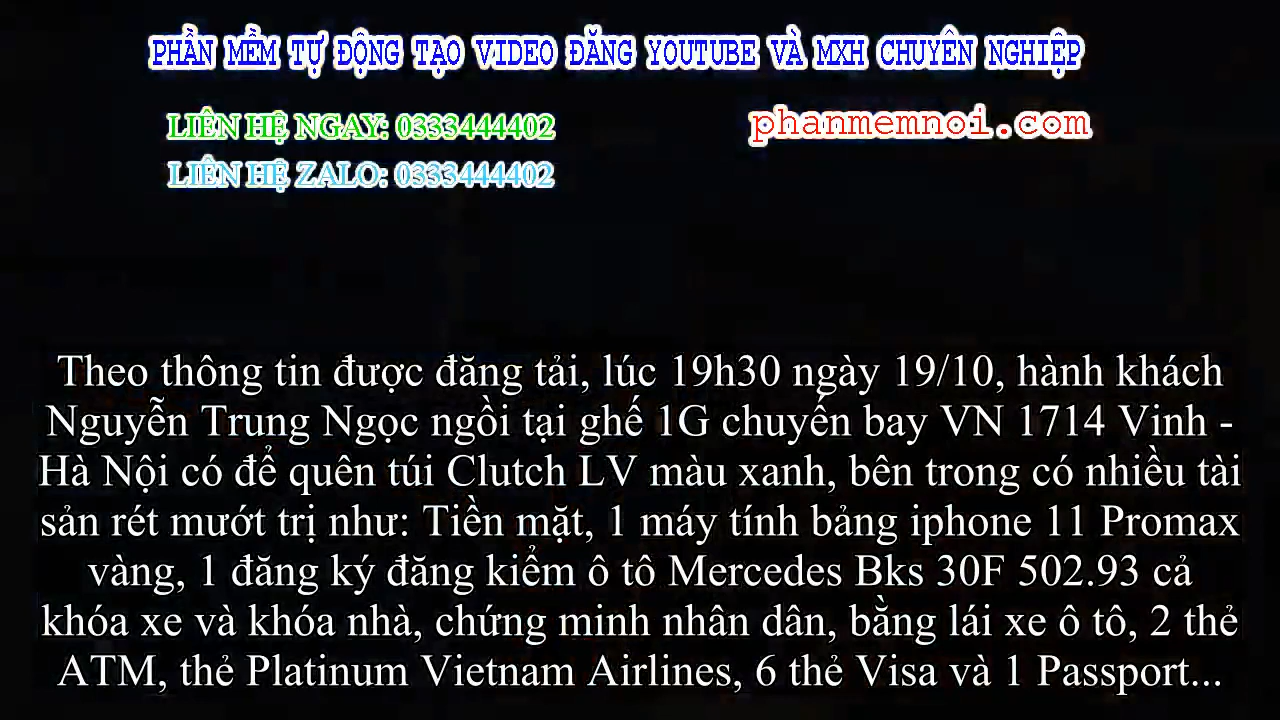 PHẦN MỀM TỰ ĐỘNG TẠO VIDEO ĐĂNG YOUTUBE VÀ MXH CHUYÊN NGHIỆP
LIÊN HỆ NGAY: 0333444402
phanmemnoi.com
LIÊN HỆ ZALO: 0333444402
Theo thông tin được đăng tải, lúc 19h30 ngày 19/10, hành khách
Nguyễn Trung Ngọc ngồi tại ghế 1G chuyến bay VN 1714 Vinh -
Hà Nội có để quên túi Clutch LV màu xanh, bên trong có nhiều tài
sản rét mướt trị như: Tiền mặt, 1 máy tính bảng iphone 11 Promax
vàng, 1 đăng ký đăng kiểm ô tô Mercedes Bks 30F 502.93 cả
khóa xe và khóa nhà, chứng minh nhân dân, bằng lái xe ô tô, 2 thẻ
ATM, thẻ Platinum Vietnam Airlines, 6 thẻ Visa và 1 Passport...